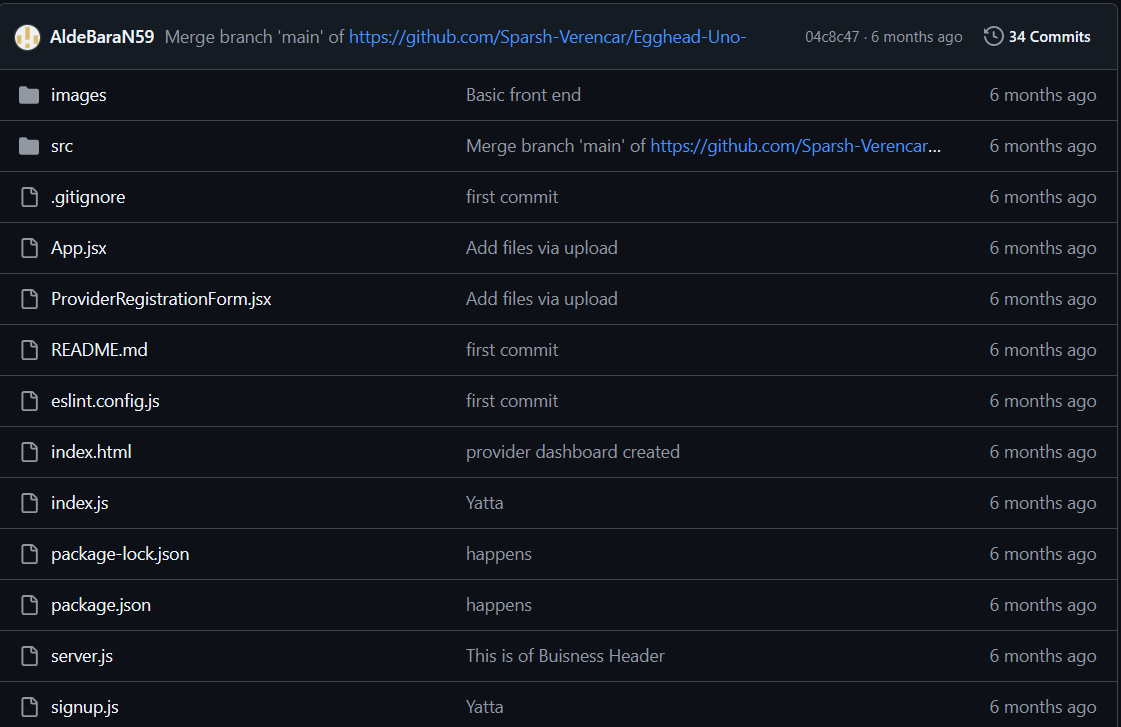 AldeBaraN59 Merge branch 'main' of https://github.com/Sparsh-Verencar/Egghead-Uno- 04c8c47 · 6 months ago 34 Commits
images Basic front end 6 months ago
src Merge branch 'main' of https://github.com/Sparsh-Verencar... 6 months ago
.gitignore first commit 6 months ago
App.jsx Add files via upload 6 months ago
ProviderRegistrationForm.jsx Add files via upload 6 months ago
README.md first commit 6 months ago
eslint.config.js first commit 6 months ago
index.html provider dashboard created 6 months ago
index.js Yatta 6 months ago
package-lock.json happens 6 months ago
package.json happens 6 months ago
server.js This is of Buisness Header 6 months ago
signup.js Yatta 6 months ago